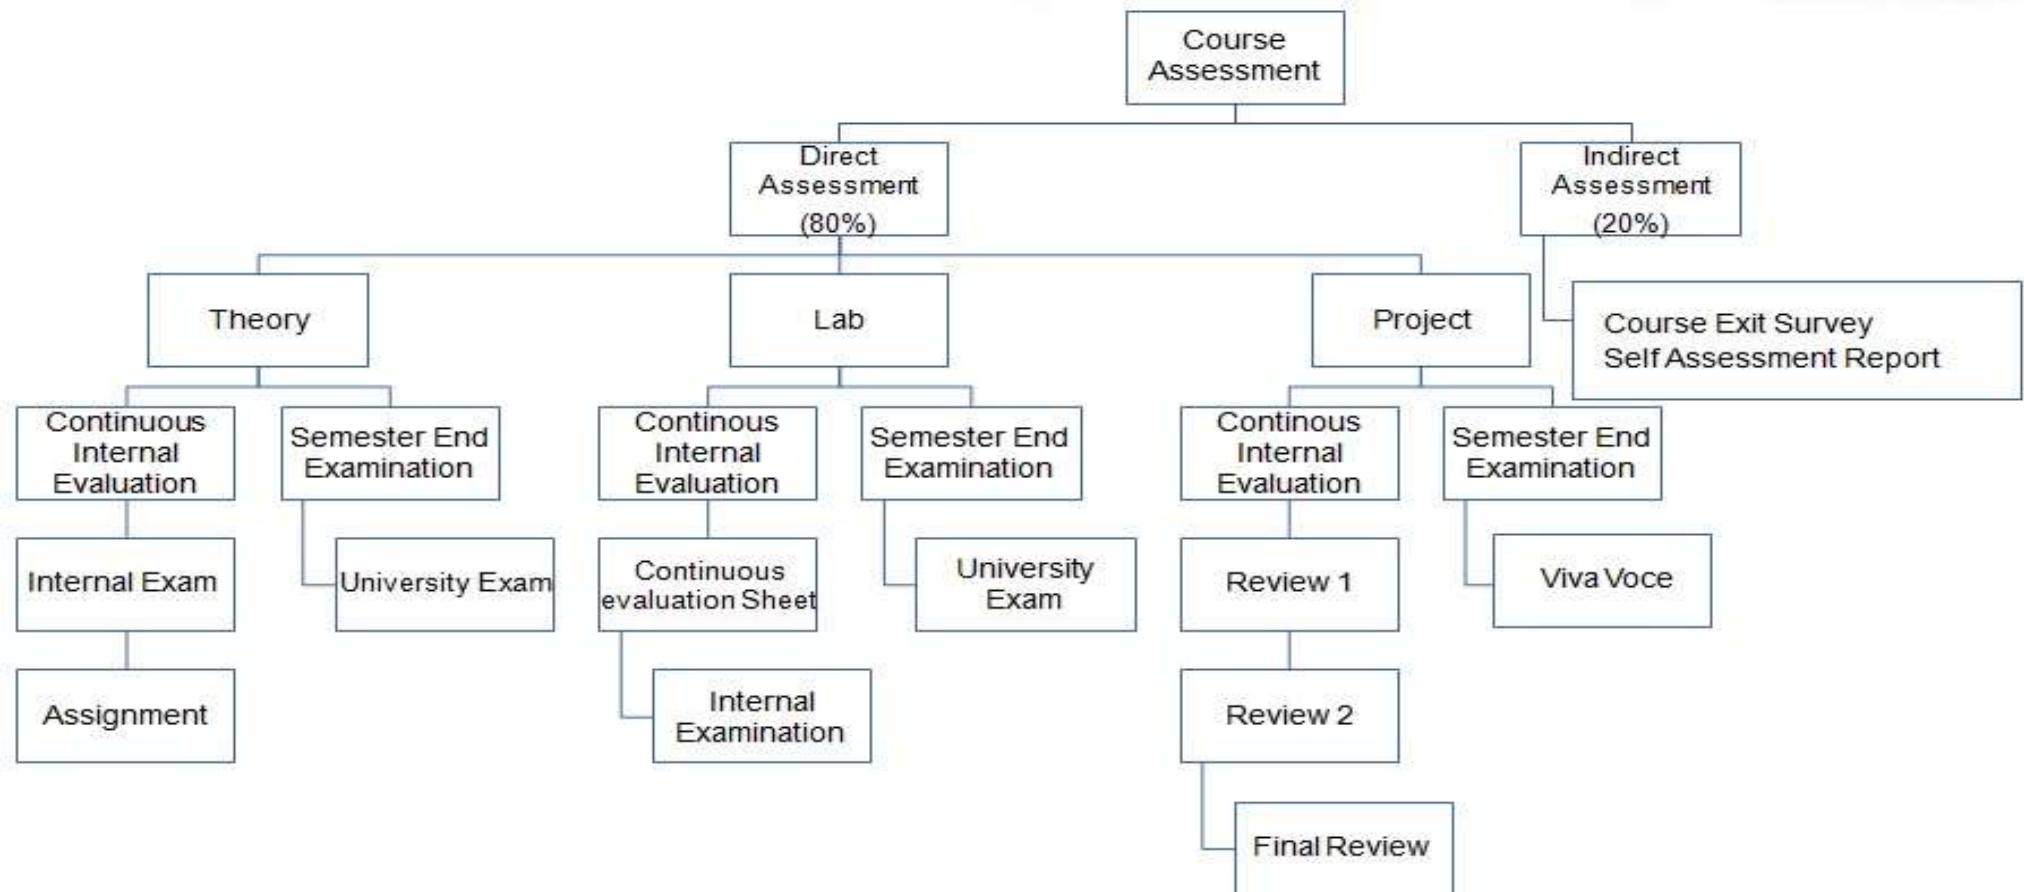 Course
Assessment
Direct
Assessment
(80%)
Indirect
Assessment
(20%)
Theory
Lab
Project
Course Exit Survey
Self Assessment Report
Continuous
Internal
Evaluation
Semester End
Examination
Continous
Internal
Evaluation
Semester End
Examination
Continous
Internal
Evaluation
Semester End
Examination
Internal Exam
University Exam
Continuous
evaluation Sheet
University
Exam
Review 1
Viva Voce
Assignment
Internal
Examination
Review 2
Final Review